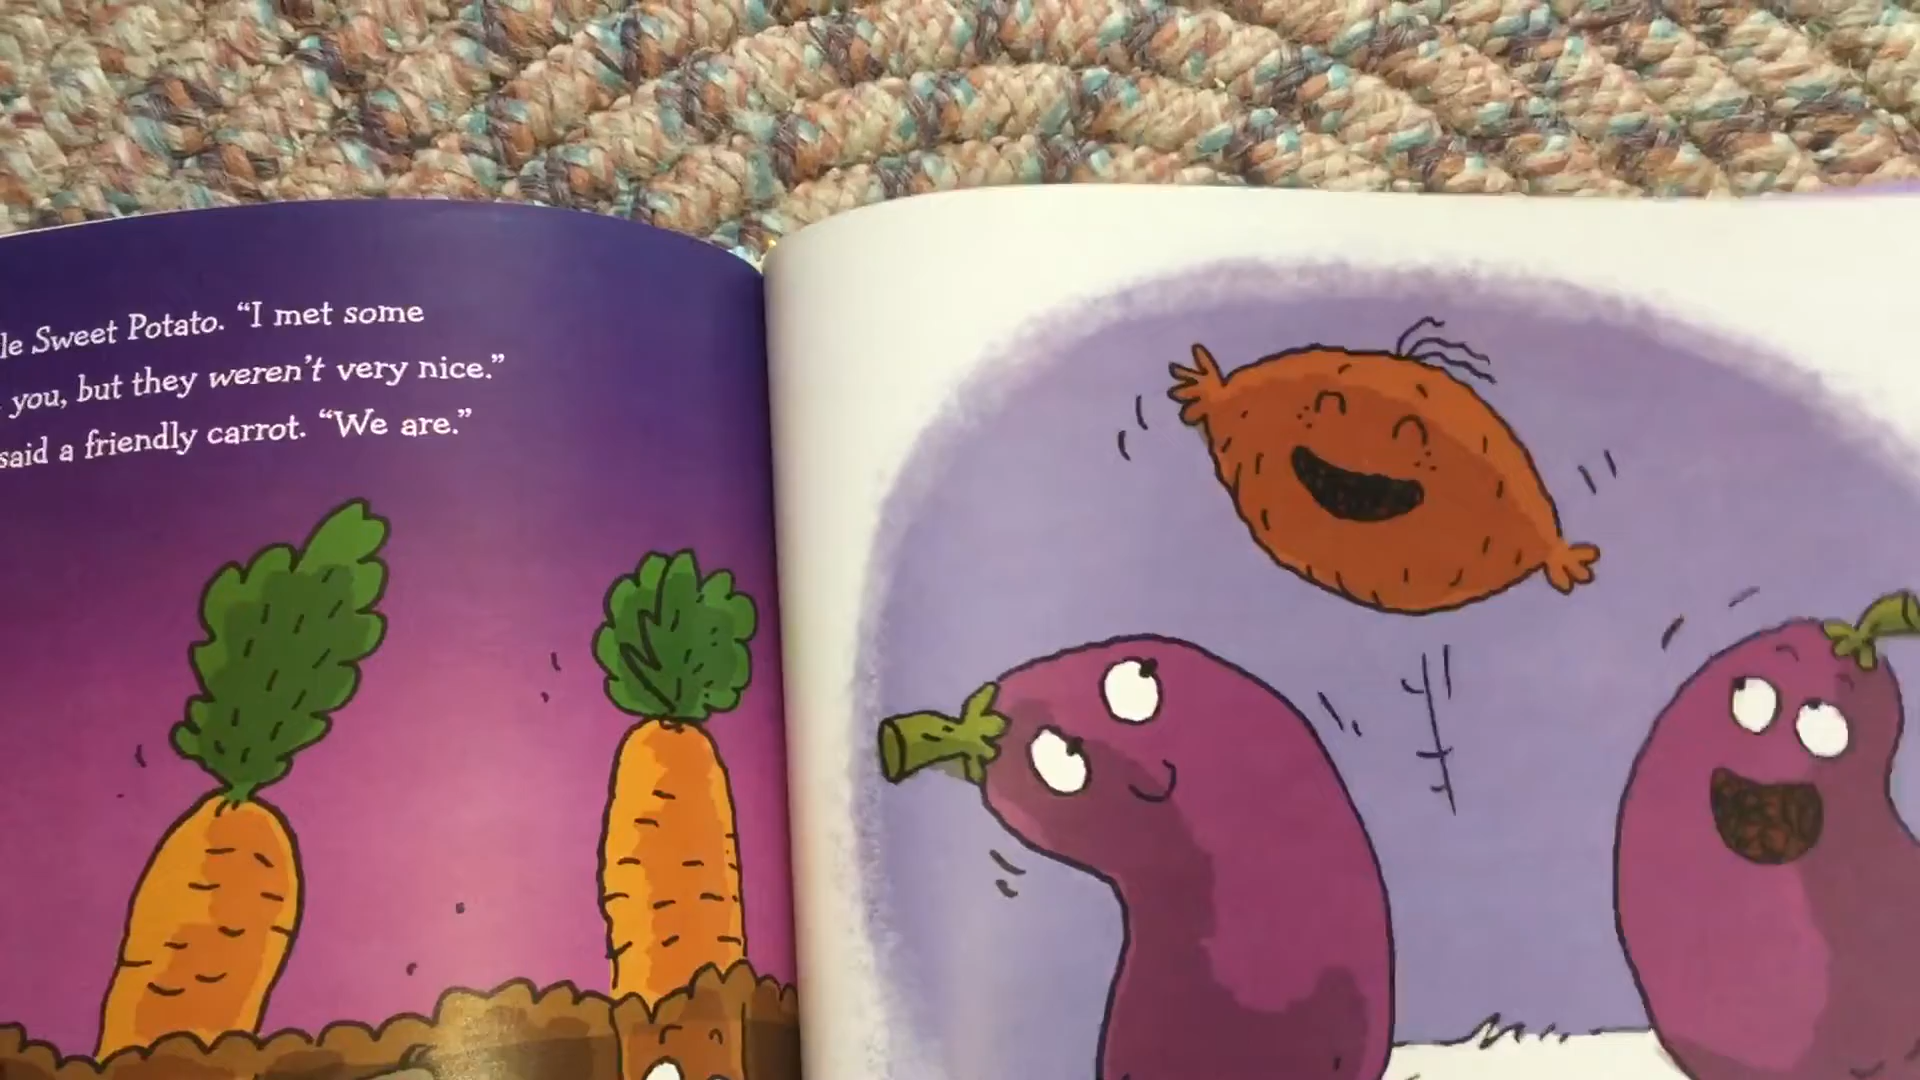 le Sweet Potato. “I met some
you, but they weren’t very nice.”
said a friendly carrot. “We are.”